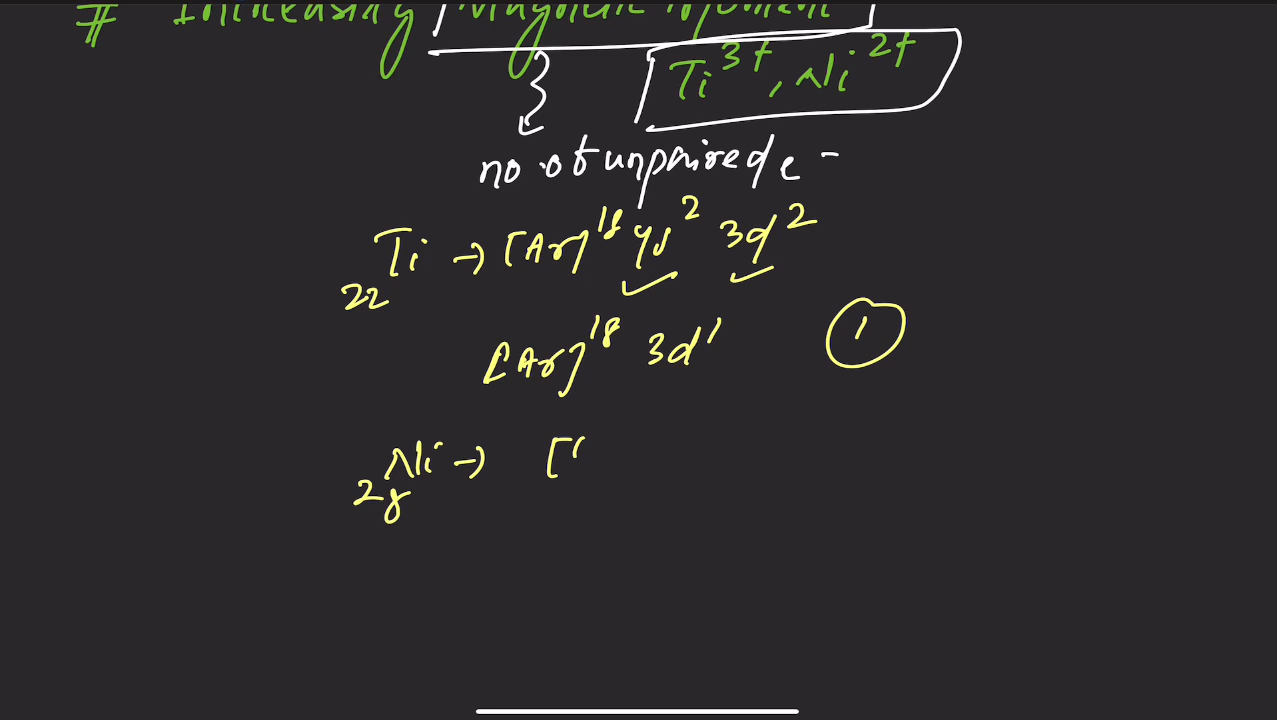 # Increasing Magnetic Moment
Ti³⁺, Ni²⁺
no. of unpaired e⁻
₂₂Ti → [Ar]¹⁸ 4s² 3d²
[Ar]¹⁸ 3d¹ 1
₂₈Ni → [